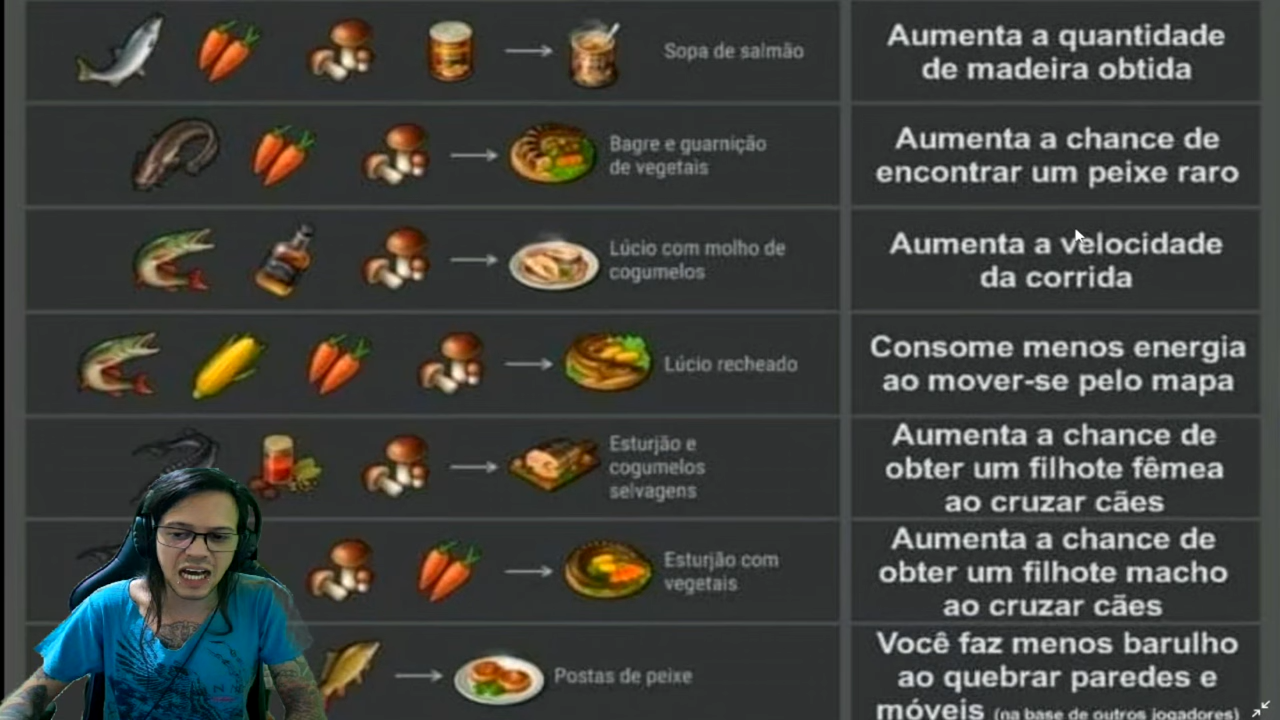 Sopa de salmão
Aumenta a quantidade
de madeira obtida
Bagre e guarnição
de vegetais
Aumenta a chance de
encontrar um peixe raro
Lúcio com molho de
cogumelos
Aumenta a velocidade
da corrida
Lúcio recheado
Consome menos energia
ao mover-se pelo mapa
Esturjão e
cogumelos
selvagens
Aumenta a chance de
obter um filhote fêmea
ao cruzar cães
Esturjão com
vegetais
Aumenta a chance de
obter um filhote macho
ao cruzar cães
Postas de peixe
Você faz menos barulho
ao quebrar paredes e
móveis (na base de outros jogadores)